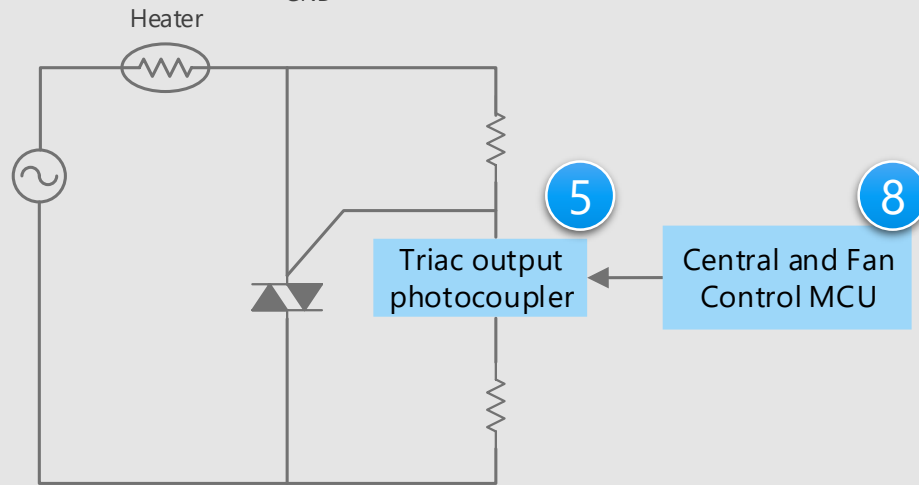 Heater
5
8
Triac output
photocoupler
Central and Fan
Control MCU